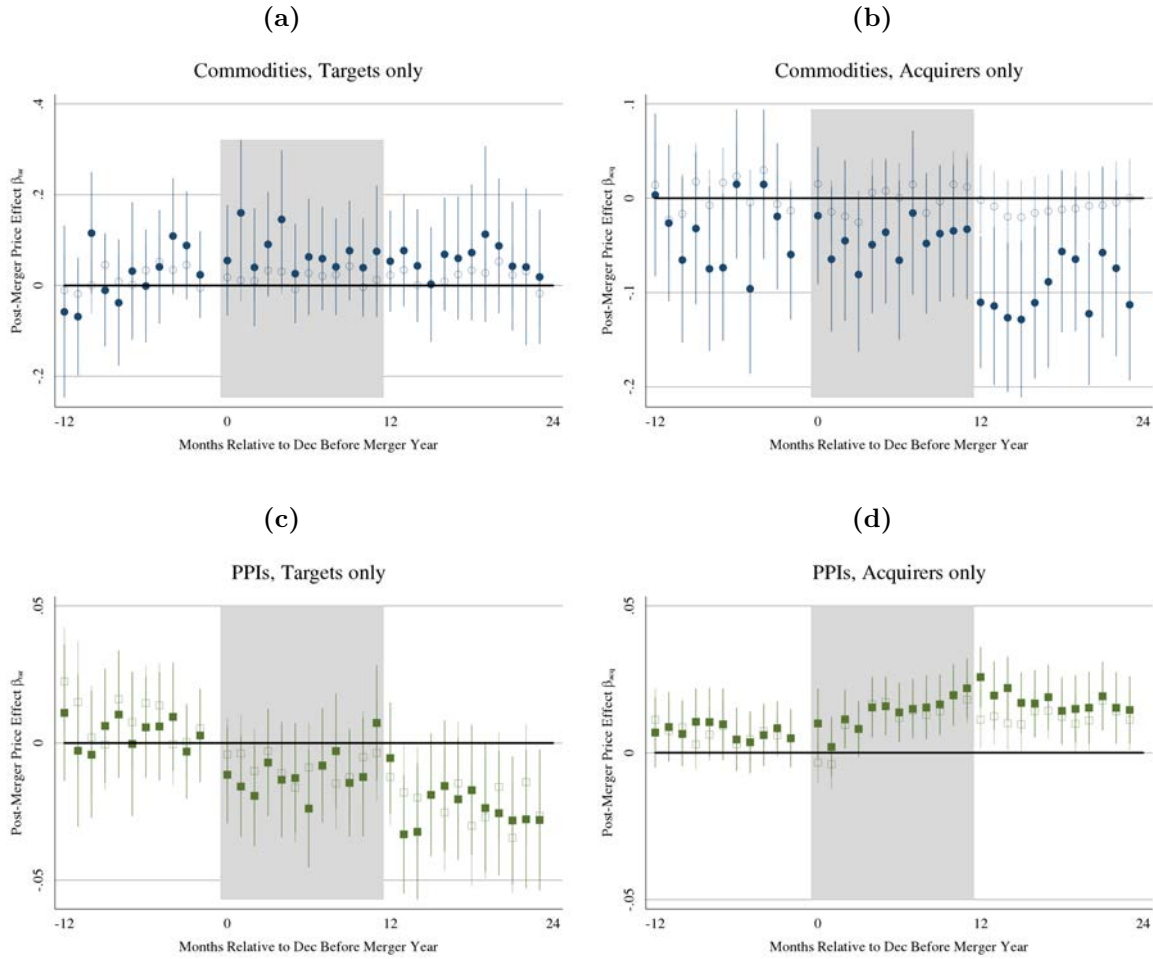 (a)
Commodities, Targets only
Post-Merger Price Effect β̂tar
.4
.2
0
-.2
-12
0
12
24
Months Relative to Dec Before Merger Year
(b)
Commodities, Acquirers only
Post-Merger Price Effect β̂acq
.1
0
-.1
-.2
-12
0
12
24
Months Relative to Dec Before Merger Year
(c)
PPIs, Targets only
Post-Merger Price Effect β̂tar
.05
0
-.05
-12
0
12
24
Months Relative to Dec Before Merger Year
(d)
PPIs, Acquirers only
Post-Merger Price Effect β̂acq
.05
0
-.05
-12
0
12
24
Months Relative to Dec Before Merger Year